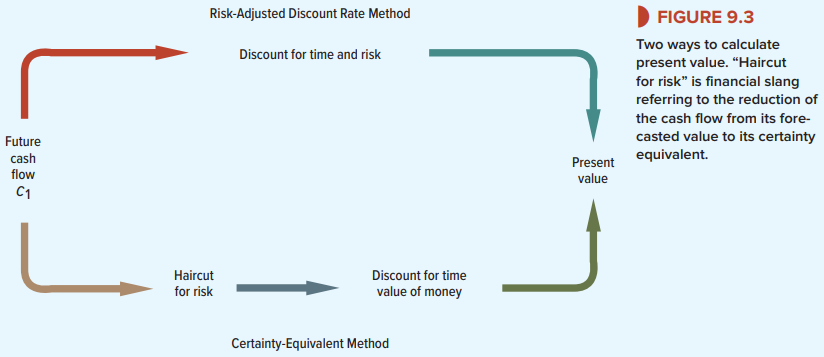 Risk-Adjusted Discount Rate Method
Discount for time and risk
Future
cash
flow
C1
Present
value
Haircut
for risk
Discount for time
value of money
Certainty-Equivalent Method
FIGURE 9.3
Two ways to calculate
present value. “Haircut
for risk” is financial slang
referring to the reduction of
the cash flow from its fore-
casted value to its certainty
equivalent.